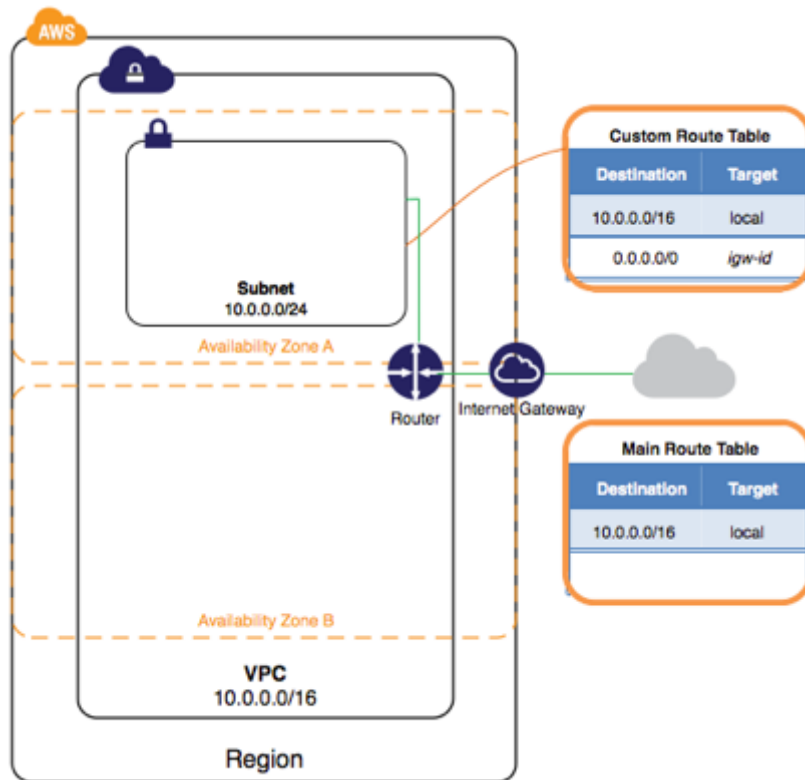 AWS
Subnet
10.0.0.0/24
Availability Zone A
Router
Internet Gateway
Availability Zone B
VPC
10.0.0.0/16
Region
Custom Route Table
Destination Target
10.0.0.0/16 local
0.0.0.0/0 igw-id
Main Route Table
Destination Target
10.0.0.0/16 local